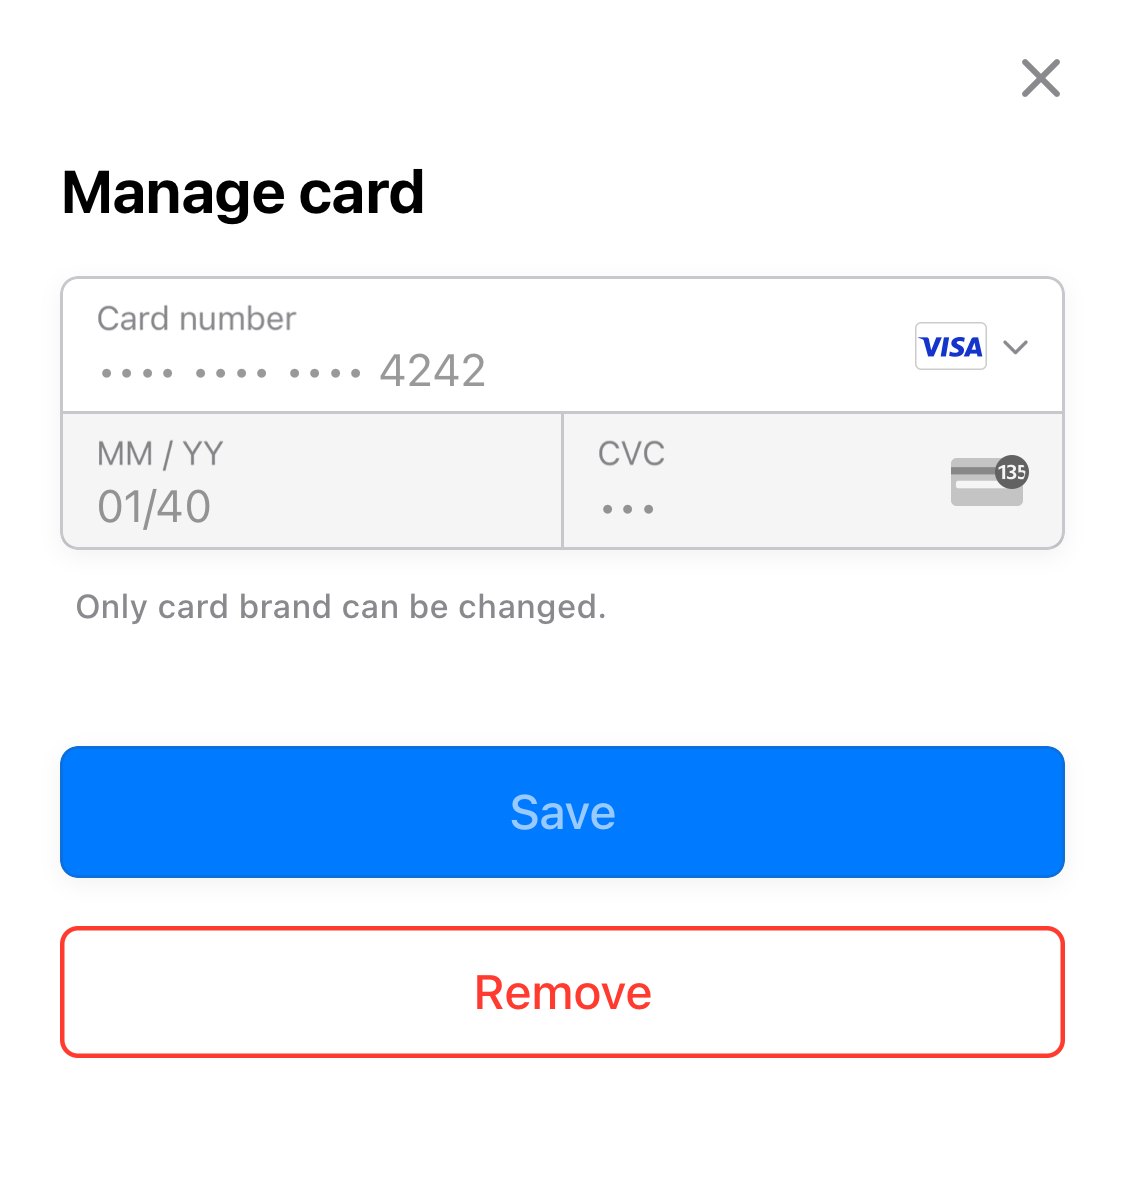 Manage card
Card number
•••• •••• •••• 4242
VISA
MM / YY
01/40
CVC
•••
135
Only card brand can be changed.
Save
Remove